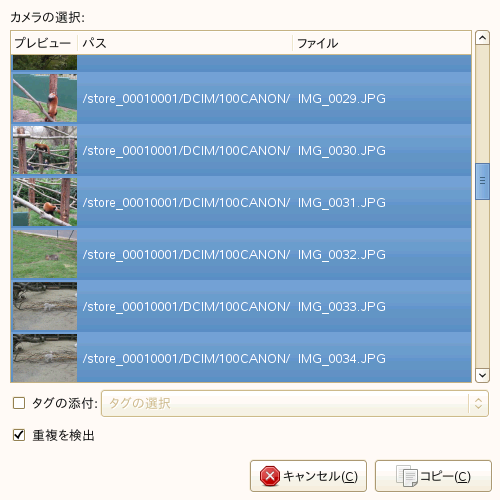 カメラの選択:
プレビュー パス ファイル
/store_00010001/DCIM/100CANON/ IMG_0029.JPG
/store_00010001/DCIM/100CANON/ IMG_0030.JPG
/store_00010001/DCIM/100CANON/ IMG_0031.JPG
/store_00010001/DCIM/100CANON/ IMG_0032.JPG
/store_00010001/DCIM/100CANON/ IMG_0033.JPG
/store_00010001/DCIM/100CANON/ IMG_0034.JPG
タグの添付: タグの選択
重複を検出
キャンセル(C) コピー(C)